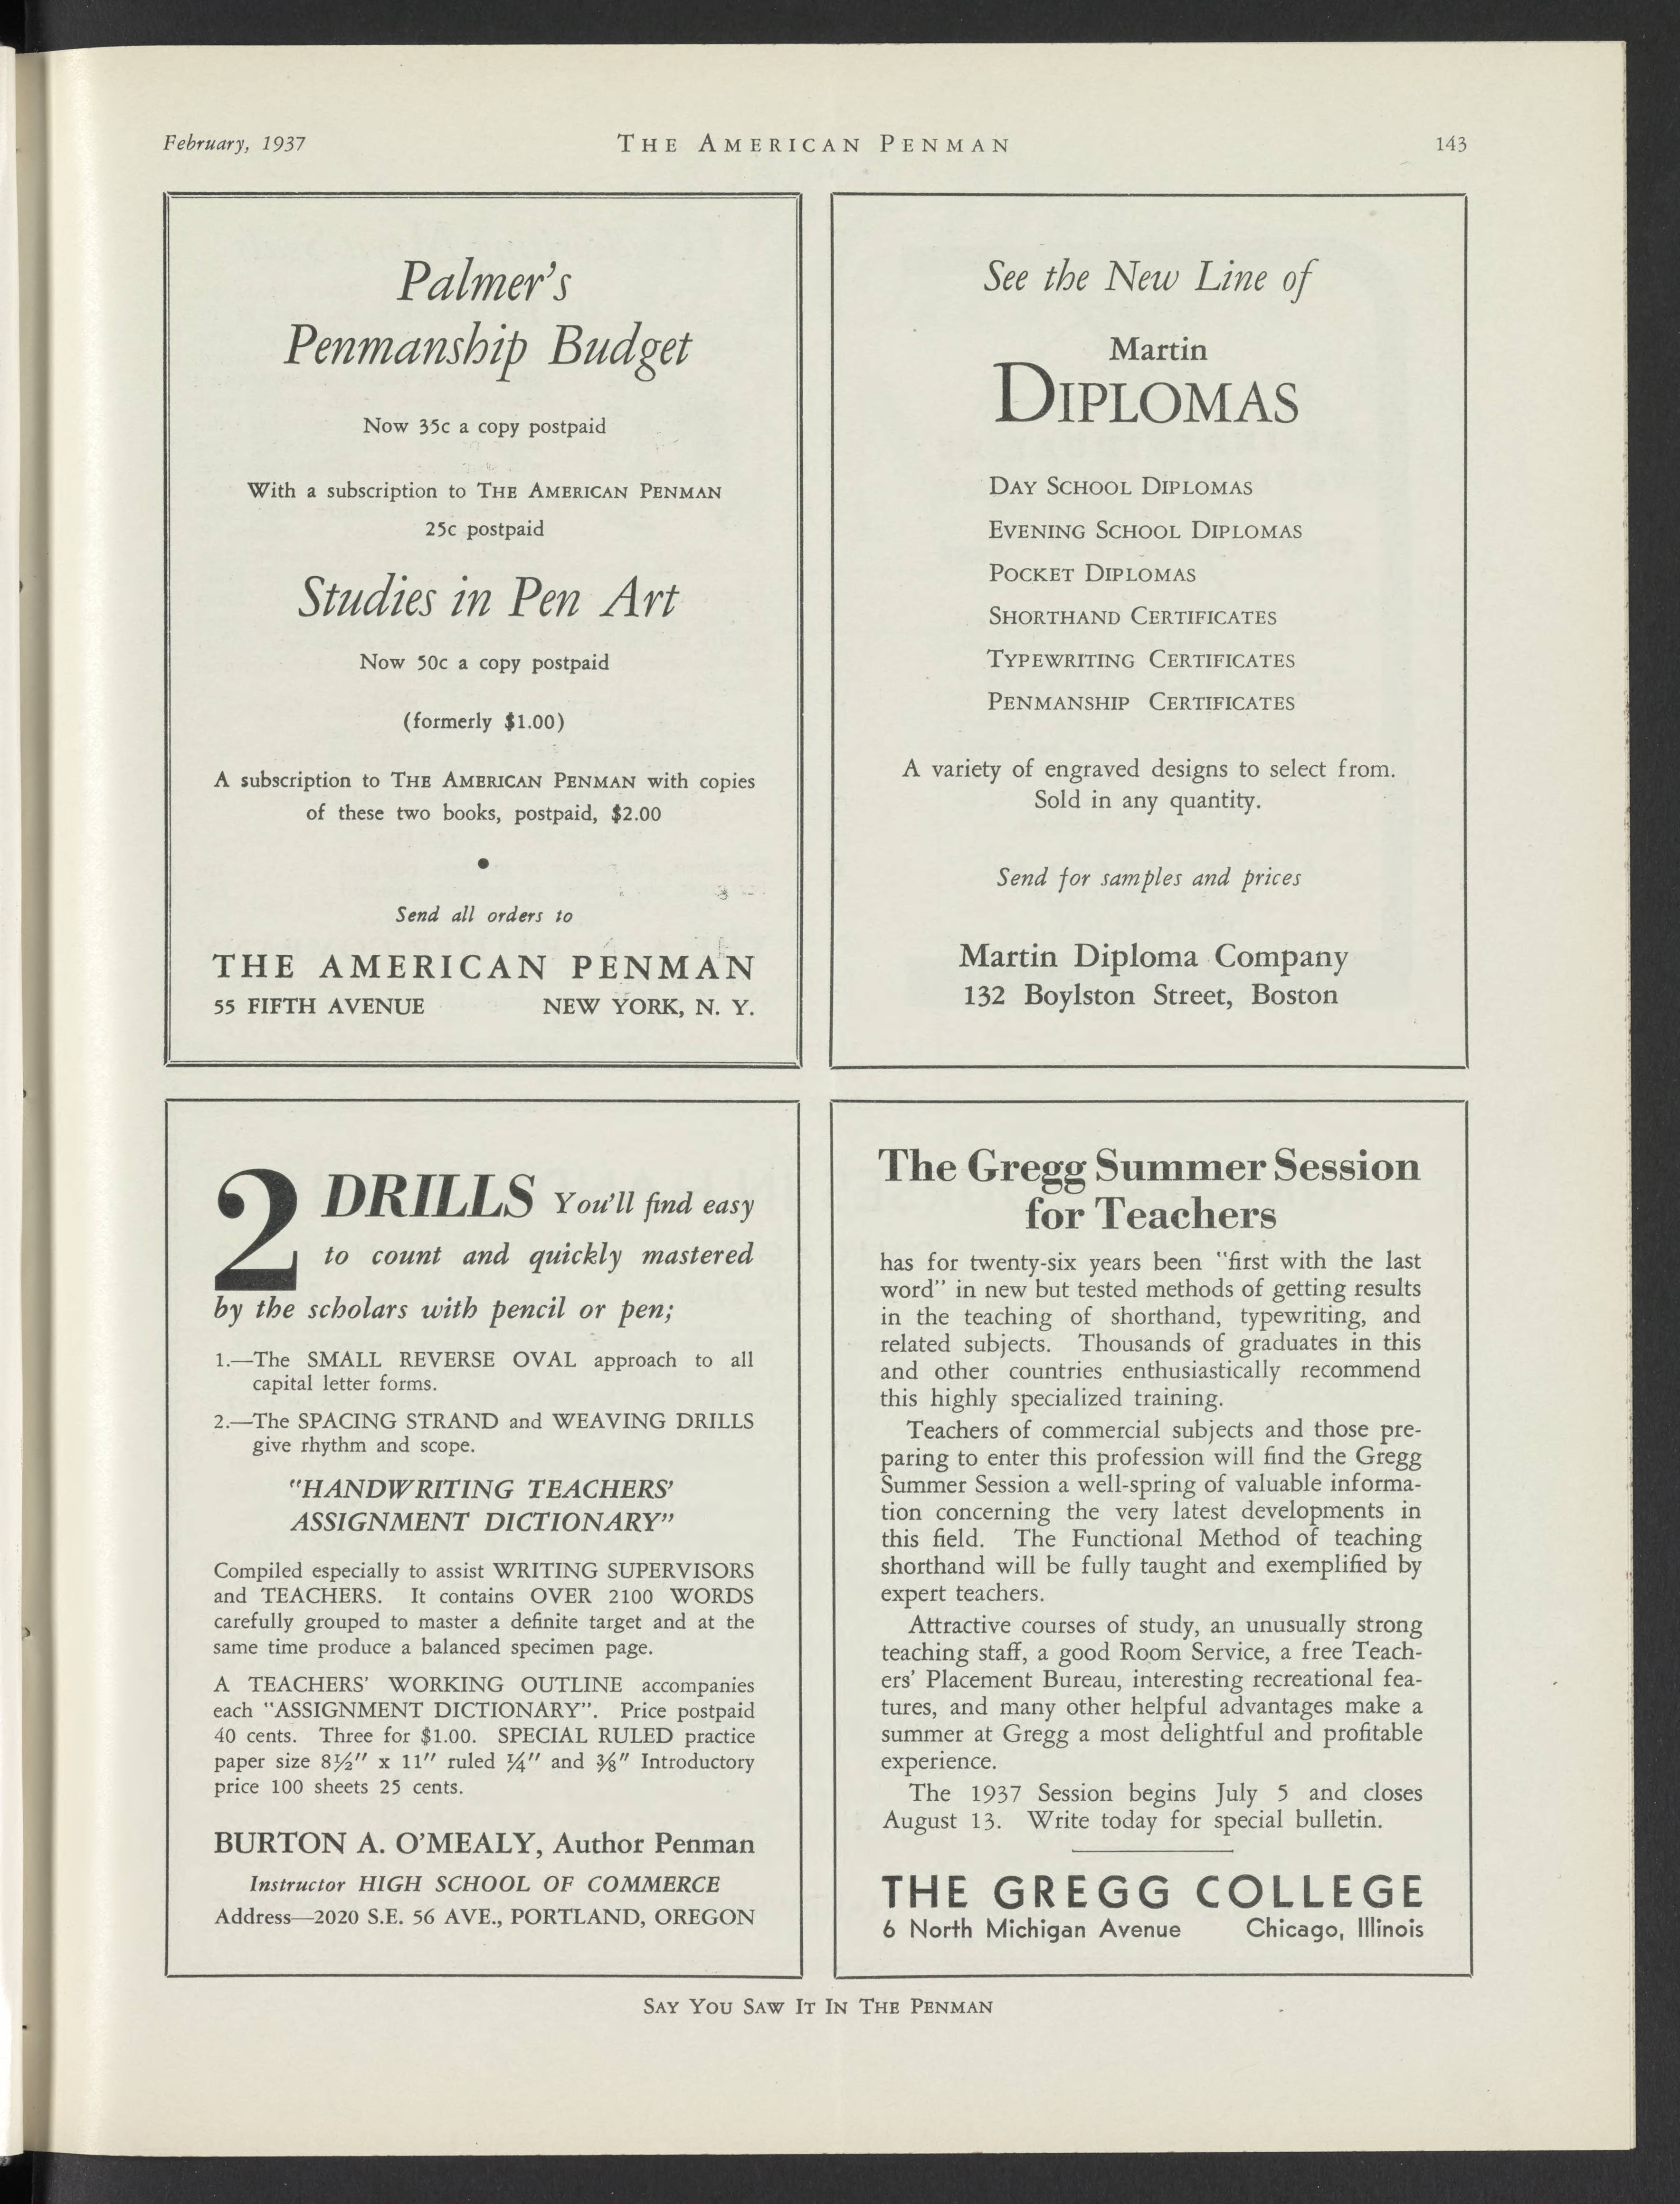 February, 1937 THE AMERICAN PENMAN 143
Palmer's
Penmanship Budget
Now 35c a copy postpaid
With a subscription to THE AMERICAN PENMAN
25c postpaid
Studies in Pen Art
Now 50c a copy postpaid
(formerly $1.00)
A subscription to THE AMERICAN PENMAN with copies
of these two books, postpaid, $2.00
•
Send all orders to
THE AMERICAN PENMAN
55 FIFTH AVENUE NEW YORK, N. Y.
See the New Line of
Martin
DIPLOMAS
DAY SCHOOL DIPLOMAS
EVENING SCHOOL DIPLOMAS
POCKET DIPLOMAS
SHORTHAND CERTIFICATES
TYPEWRITING CERTIFICATES
PENMANSHIP CERTIFICATES
A variety of engraved designs to select from.
Sold in any quantity.
Send for samples and prices
Martin Diploma Company
132 Boylston Street, Boston
2 DRILLS You'll find easy
to count and quickly mastered
by the scholars with pencil or pen;
1.—The SMALL REVERSE OVAL approach to all
capital letter forms.
2.—The SPACING STRAND and WEAVING DRILLS
give rhythm and scope.
"HANDWRITING TEACHERS'
ASSIGNMENT DICTIONARY"
Compiled especially to assist WRITING SUPERVISORS
and TEACHERS. It contains OVER 2100 WORDS
carefully grouped to master a definite target and at the
same time produce a balanced specimen page.
A TEACHERS' WORKING OUTLINE accompanies
each "ASSIGNMENT DICTIONARY". Price postpaid
40 cents. Three for $1.00. SPECIAL RULED practice
paper size 8½" x 11" ruled ¼" and ⅜" Introductory
price 100 sheets 25 cents.
BURTON A. O'MEALY, Author Penman
Instructor HIGH SCHOOL OF COMMERCE
Address—2020 S.E. 56 AVE., PORTLAND, OREGON
The Gregg Summer Session
for Teachers
has for twenty-six years been "first with the last
word" in new but tested methods of getting results
in the teaching of shorthand, typewriting, and
related subjects. Thousands of graduates in this
and other countries enthusiastically recommend
this highly specialized training.
Teachers of commercial subjects and those pre-
paring to enter this profession will find the Gregg
Summer Session a well-spring of valuable informa-
tion concerning the very latest developments in
this field. The Functional Method of teaching
shorthand will be fully taught and exemplified by
expert teachers.
Attractive courses of study, an unusually strong
teaching staff, a good Room Service, a free Teach-
ers' Placement Bureau, interesting recreational fea-
tures, and many other helpful advantages make a
summer at Gregg a most delightful and profitable
experience.
The 1937 Session begins July 5 and closes
August 13. Write today for special bulletin.
THE GREGG COLLEGE
6 North Michigan Avenue Chicago, Illinois
SAY YOU SAW IT IN THE PENMAN